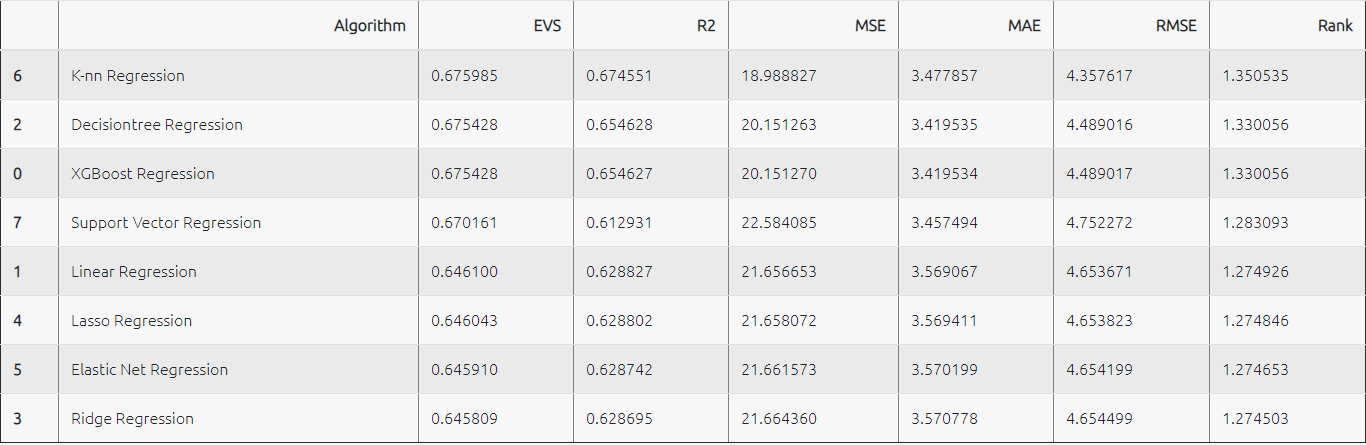 Algorithm EVS R2 MSE MAE RMSE Rank
6 K-nn Regression 0.675985 0.674551 18.988827 3.477857 4.357617 1.350535
2 Decisiontree Regression 0.675428 0.654628 20.151263 3.419535 4.489016 1.330056
0 XGBoost Regression 0.675428 0.654627 20.151270 3.419534 4.489017 1.330056
7 Support Vector Regression 0.670161 0.612931 22.584085 3.457494 4.752272 1.283093
1 Linear Regression 0.646100 0.628827 21.656653 3.569067 4.653671 1.274926
4 Lasso Regression 0.646043 0.628802 21.658072 3.569411 4.653823 1.274846
5 Elastic Net Regression 0.645910 0.628742 21.661573 3.570199 4.654199 1.274653
3 Ridge Regression 0.645809 0.628695 21.664360 3.570778 4.654499 1.274503